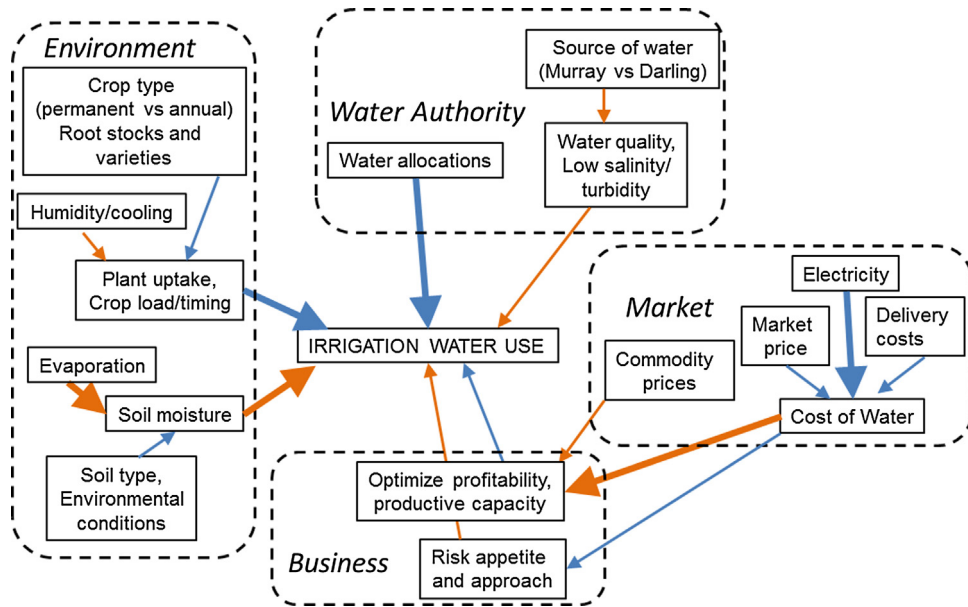 Environment
Crop type
(permanent vs annual)
Root stocks and
varieties
Humidity/cooling
Plant uptake,
Crop load/timing
Evaporation
Soil moisture
Soil type,
Environmental
conditions
Water Authority
Source of water
(Murray vs Darling)
Water allocations
Water quality,
Low salinity/
turbidity
IRRIGATION WATER USE
Market
Electricity
Market
price
Delivery
costs
Commodity
prices
Cost of Water
Optimize profitability,
productive capacity
Business
Risk appetite
and approach